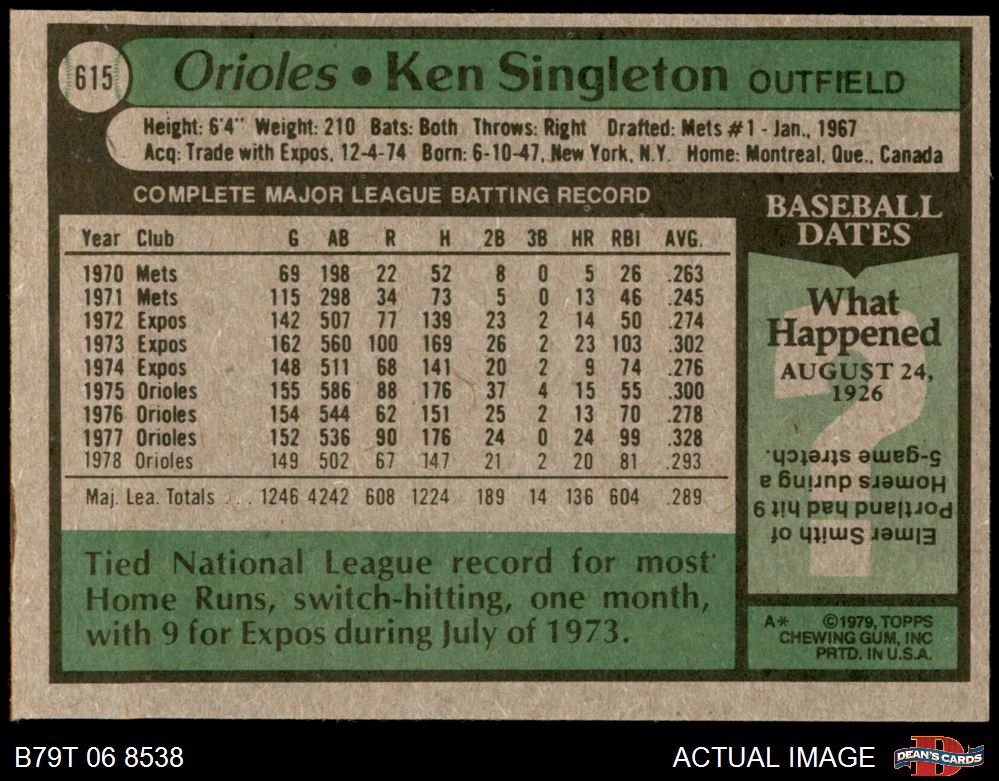 615 Orioles • Ken Singleton OUTFIELD
Height: 6'4" Weight: 210 Bats: Both Throws: Right Drafted: Mets #1 - Jan., 1967
Acq: Trade with Expos, 12-4-74 Born: 6-10-47, New York, N.Y. Home: Montreal, Que., Canada
COMPLETE MAJOR LEAGUE BATTING RECORD
Year Club G AB R H 2B 3B HR RBI AVG.
1970 Mets 69 198 22 52 8 0 5 26 .263
1971 Mets 115 298 34 73 5 0 13 46 .245
1972 Expos 142 507 77 139 23 2 14 50 .274
1973 Expos 162 560 100 169 26 2 23 103 .302
1974 Expos 148 511 68 141 20 2 9 74 .276
1975 Orioles 155 586 88 176 37 4 15 55 .300
1976 Orioles 154 544 62 151 25 2 13 70 .278
1977 Orioles 152 536 90 176 24 0 24 99 .328
1978 Orioles 149 502 67 147 21 2 20 81 .293
Maj. Lea. Totals ... 1246 4242 608 1224 189 14 136 604 .289
Tied National League record for most
Home Runs, switch-hitting, one month,
with 9 for Expos during July of 1973.
BASEBALL
DATES
What
Happened
AUGUST 24,
1926
Elmer Smith of
Portland had hit 9
Homers during a
5-game stretch.
A* ©1979, TOPPS
CHEWING GUM, INC
PRTD. IN U.S.A.
B79T 06 8538 ACTUAL IMAGE DEAN'S CARDS